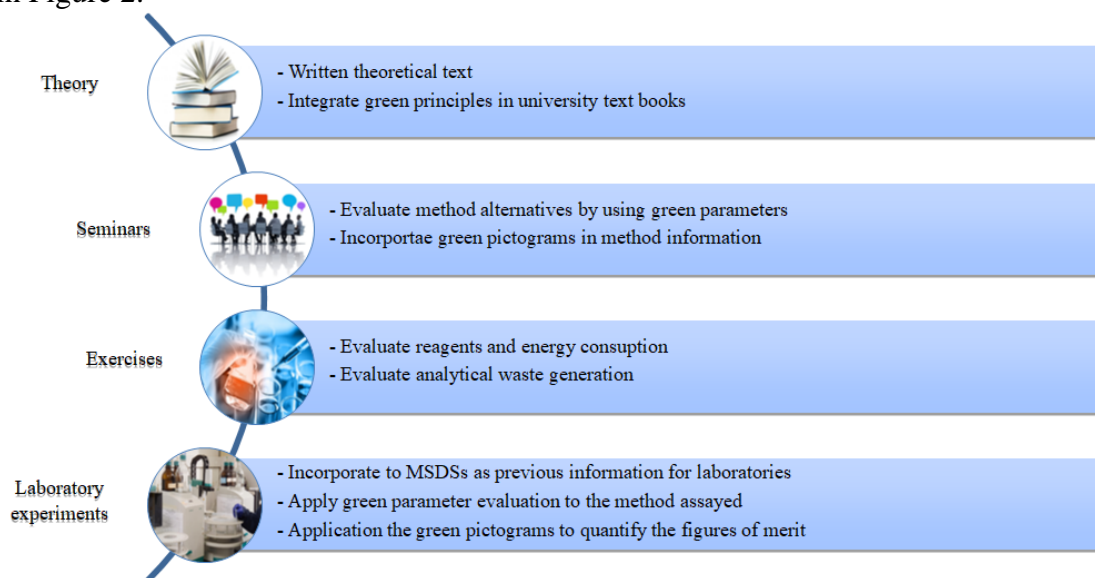 in Figure 2.
Theory
- Written theoretical text
- Integrate green principles in university text books
Seminars
- Evaluate method alternatives by using green parameters
- Incorportae green pictograms in method information
Exercises
- Evaluate reagents and energy consuption
- Evaluate analytical waste generation
Laboratory
experiments
- Incorporate to MSDSs as previous information for laboratories
- Apply green parameter evaluation to the method assayed
- Application the green pictograms to quantify the figures of merit